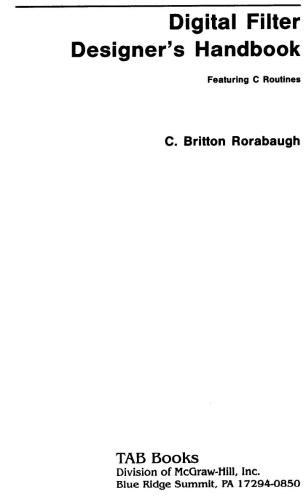 Digital Filter
Designer's Handbook
Featuring C Routines
C. Britton Rorabaugh
TAB Books
Division of McGraw-Hill, Inc.
Blue Ridge Summit, PA 17294-0850